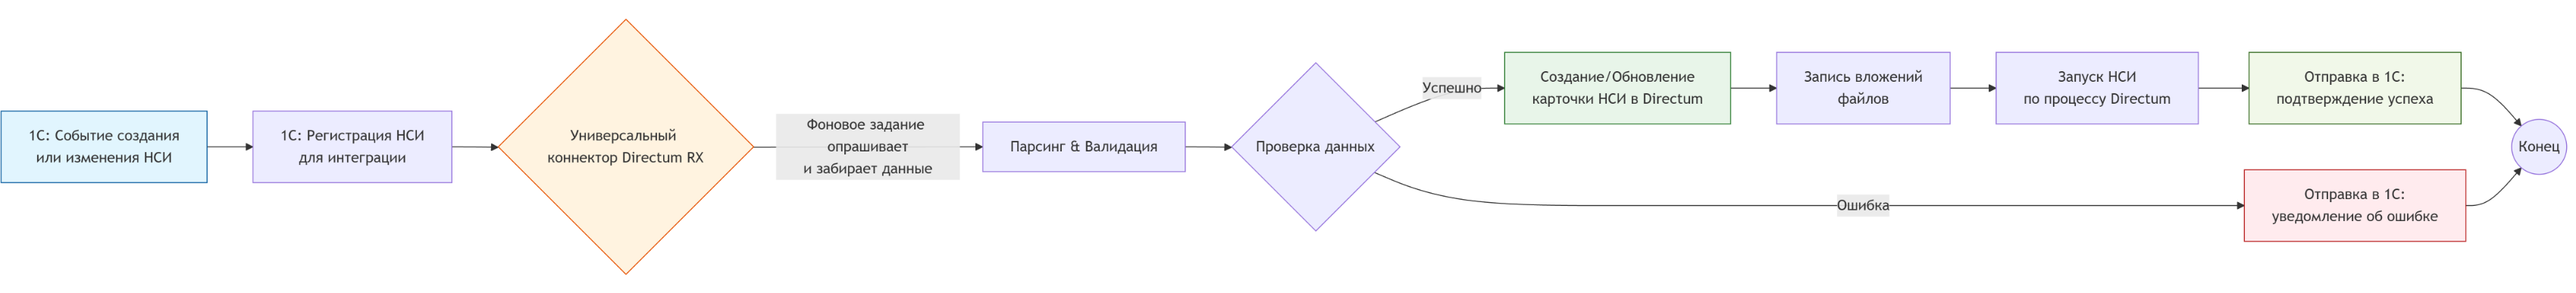 1С: Событие создания
или изменения НСИ
1С: Регистрация НСИ
для интеграции
Универсальный
коннектор Directum RX
Фоновое задание
опрашивает
и забирает данные
Парсинг & Валидация
Проверка данных
Успешно
Создание/Обновление
карточки НСИ в Directum
Запись вложений
файлов
Запуск НСИ
по процессу Directum
Отправка в 1С:
подтверждение успеха
Ошибка
Отправка в 1С:
уведомление об ошибке
Конец